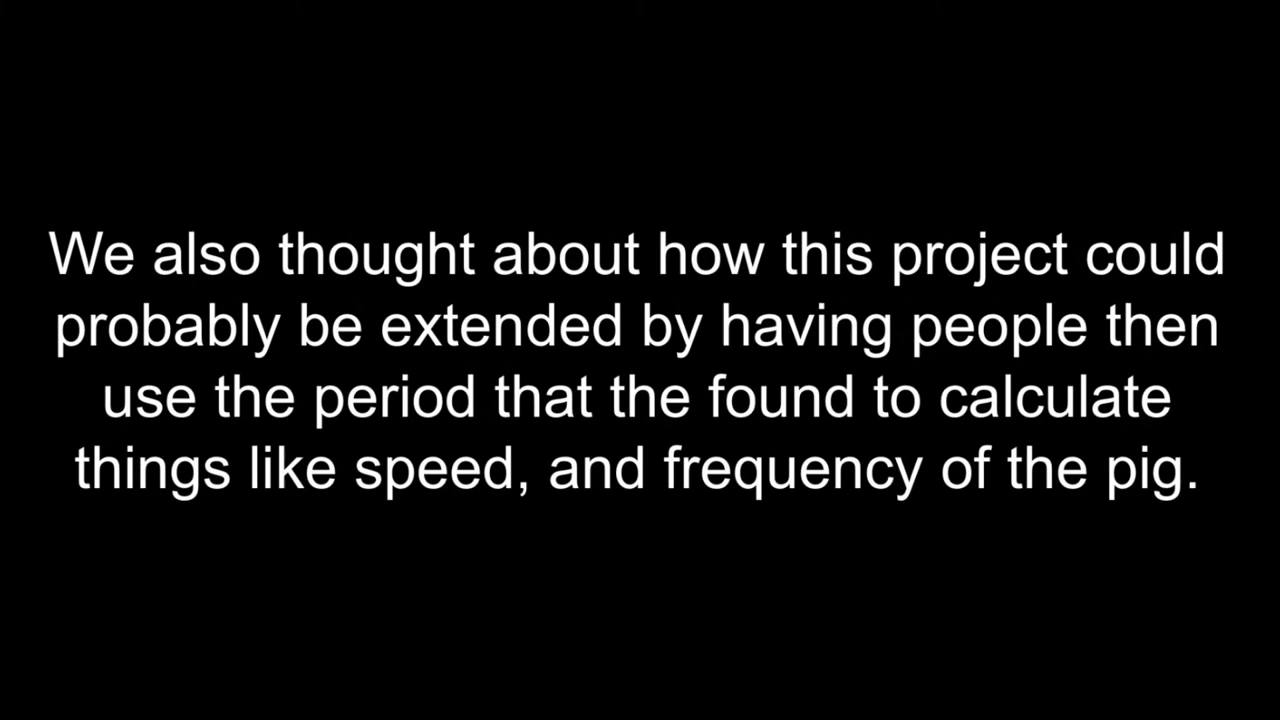 We also thought about how this project could
probably be extended by having people then
use the period that the found to calculate
things like speed, and frequency of the pig.